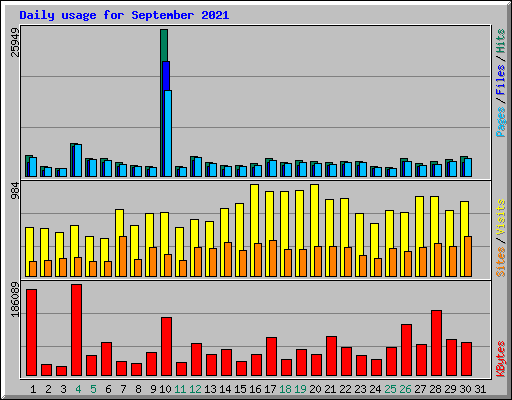 Daily usage for September 2021
25949
Pages / Files / Hits
984
Sites / Visits
186089
KBytes
1 2 3 4 5 6 7 8 9 10 11 12 13 14 15 16 17 18 19 20 21 22 23 24 25 26 27 28 29 30 31